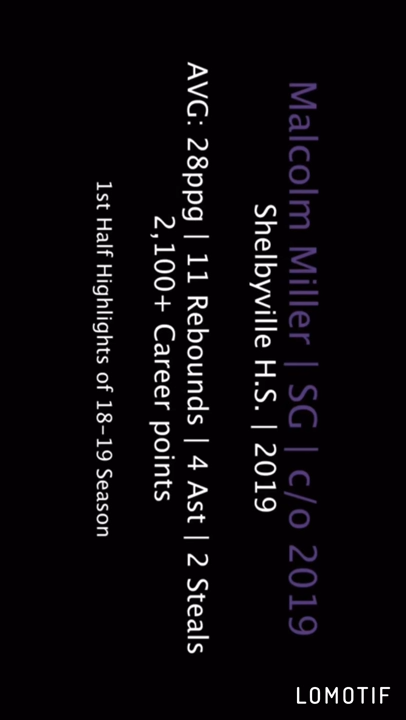 Malcolm Miller | SG | c/o 2019
Shelbyville H.S. | 2019
AVG: 28ppg | 11 Rebounds | 4 Ast | 2 Steals
2,100+ Career points
1st Half Highlights of 18-19 Season
LOMOTIF